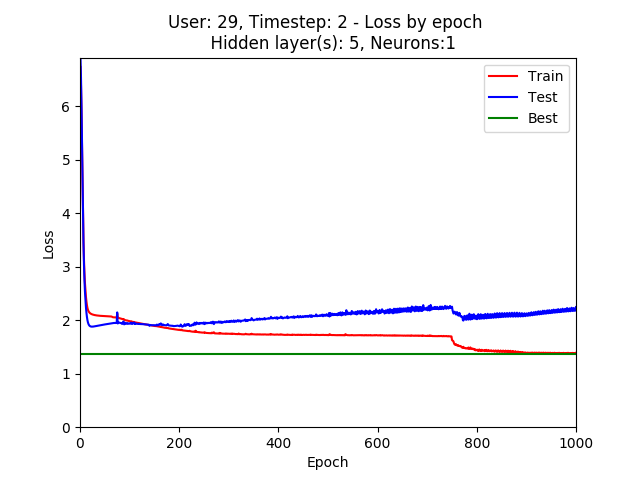 User: 29, Timestep: 2 - Loss by epoch
Hidden layer(s): 5, Neurons:1
Train
Test
Best
Loss
6
5
4
3
2
1
0
0 200 400 600 800 1000
Epoch